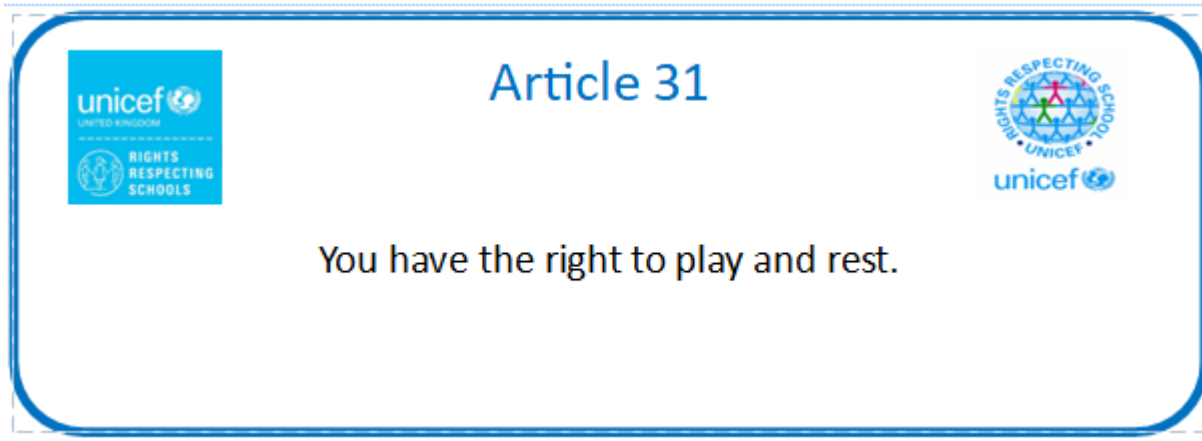 unicef
UNITED KINGDOM
RIGHTS
RESPECTING
SCHOOLS
Article 31
RIGHTS RESPECTING SCHOOL
• UNICEF •
unicef
You have the right to play and rest.